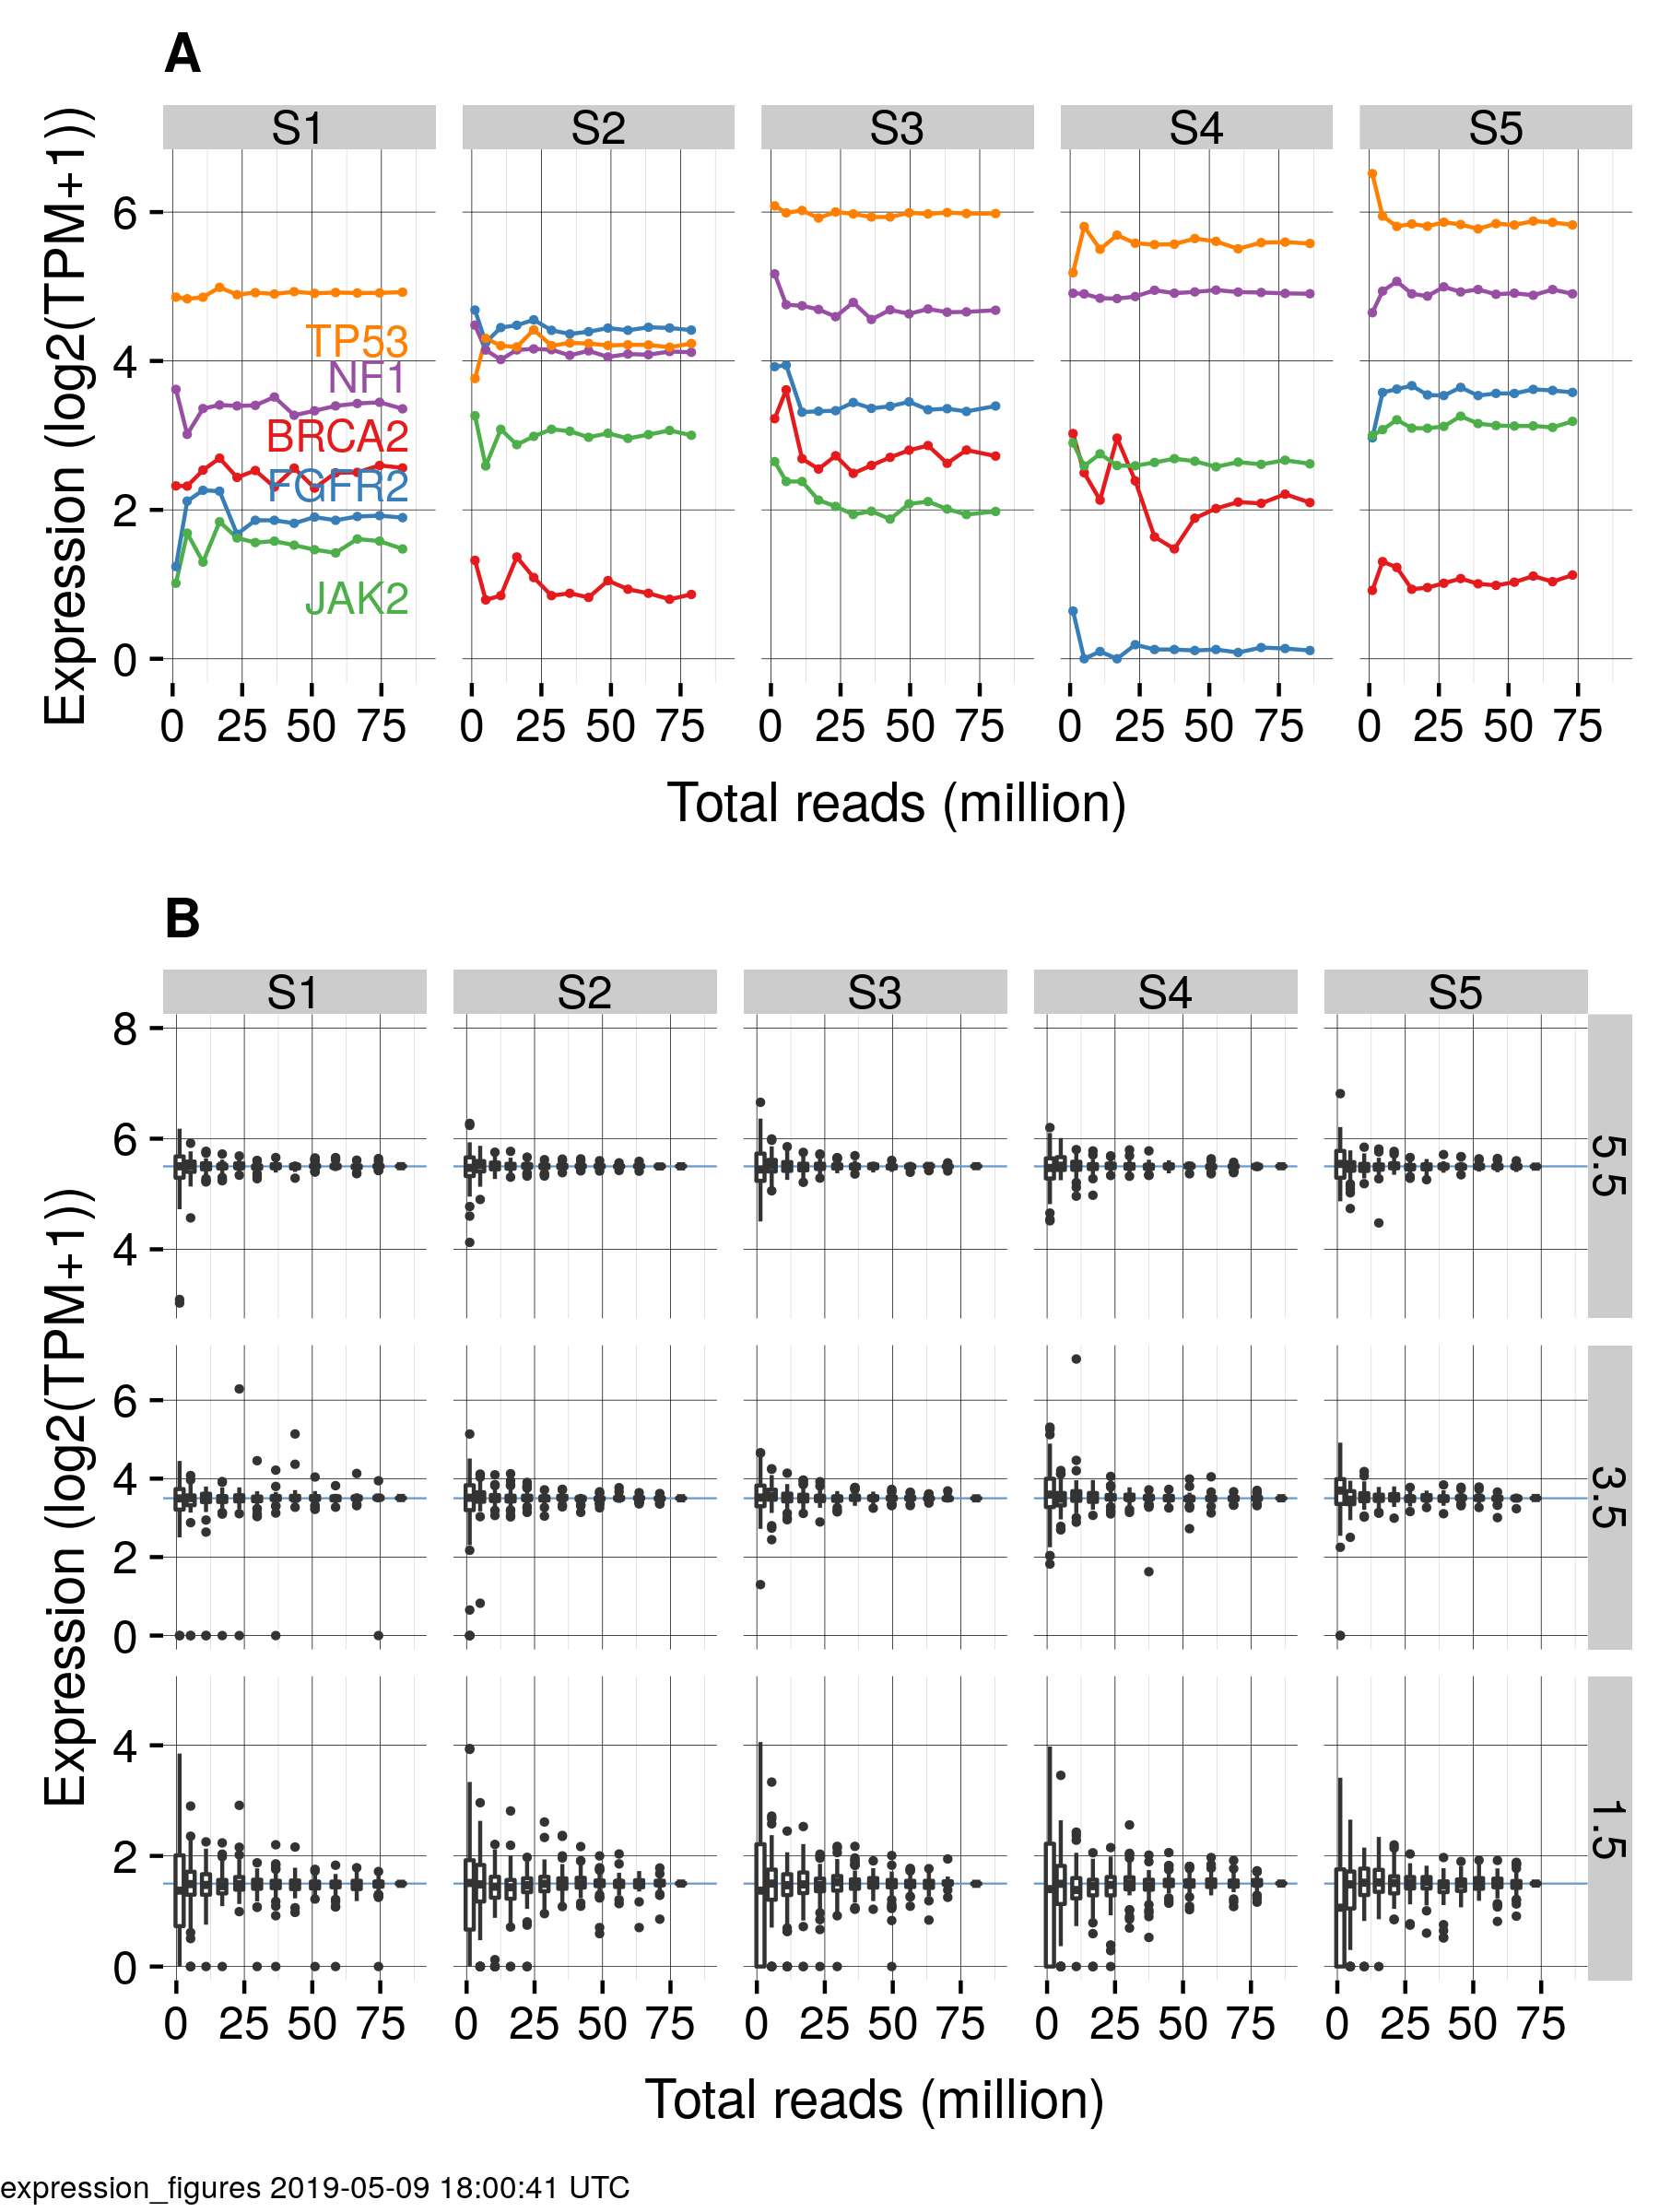 A
S1 S2 S3 S4 S5
Expression (log2(TPM+1))
6
4
2
0
TP53
NF1
BRCA2
FGFR2
JAK2
0 25 50 75 0 25 50 75 0 25 50 75 0 25 50 75 0 25 50 75
Total reads (million)
B
S1 S2 S3 S4 S5
Expression (log2(TPM+1))
8
6
4
5.5
6
4
2
0
3.5
4
2
0
1.5
0 25 50 75 0 25 50 75 0 25 50 75 0 25 50 75 0 25 50 75
Total reads (million)
expression_figures 2019-05-09 18:00:41 UTC